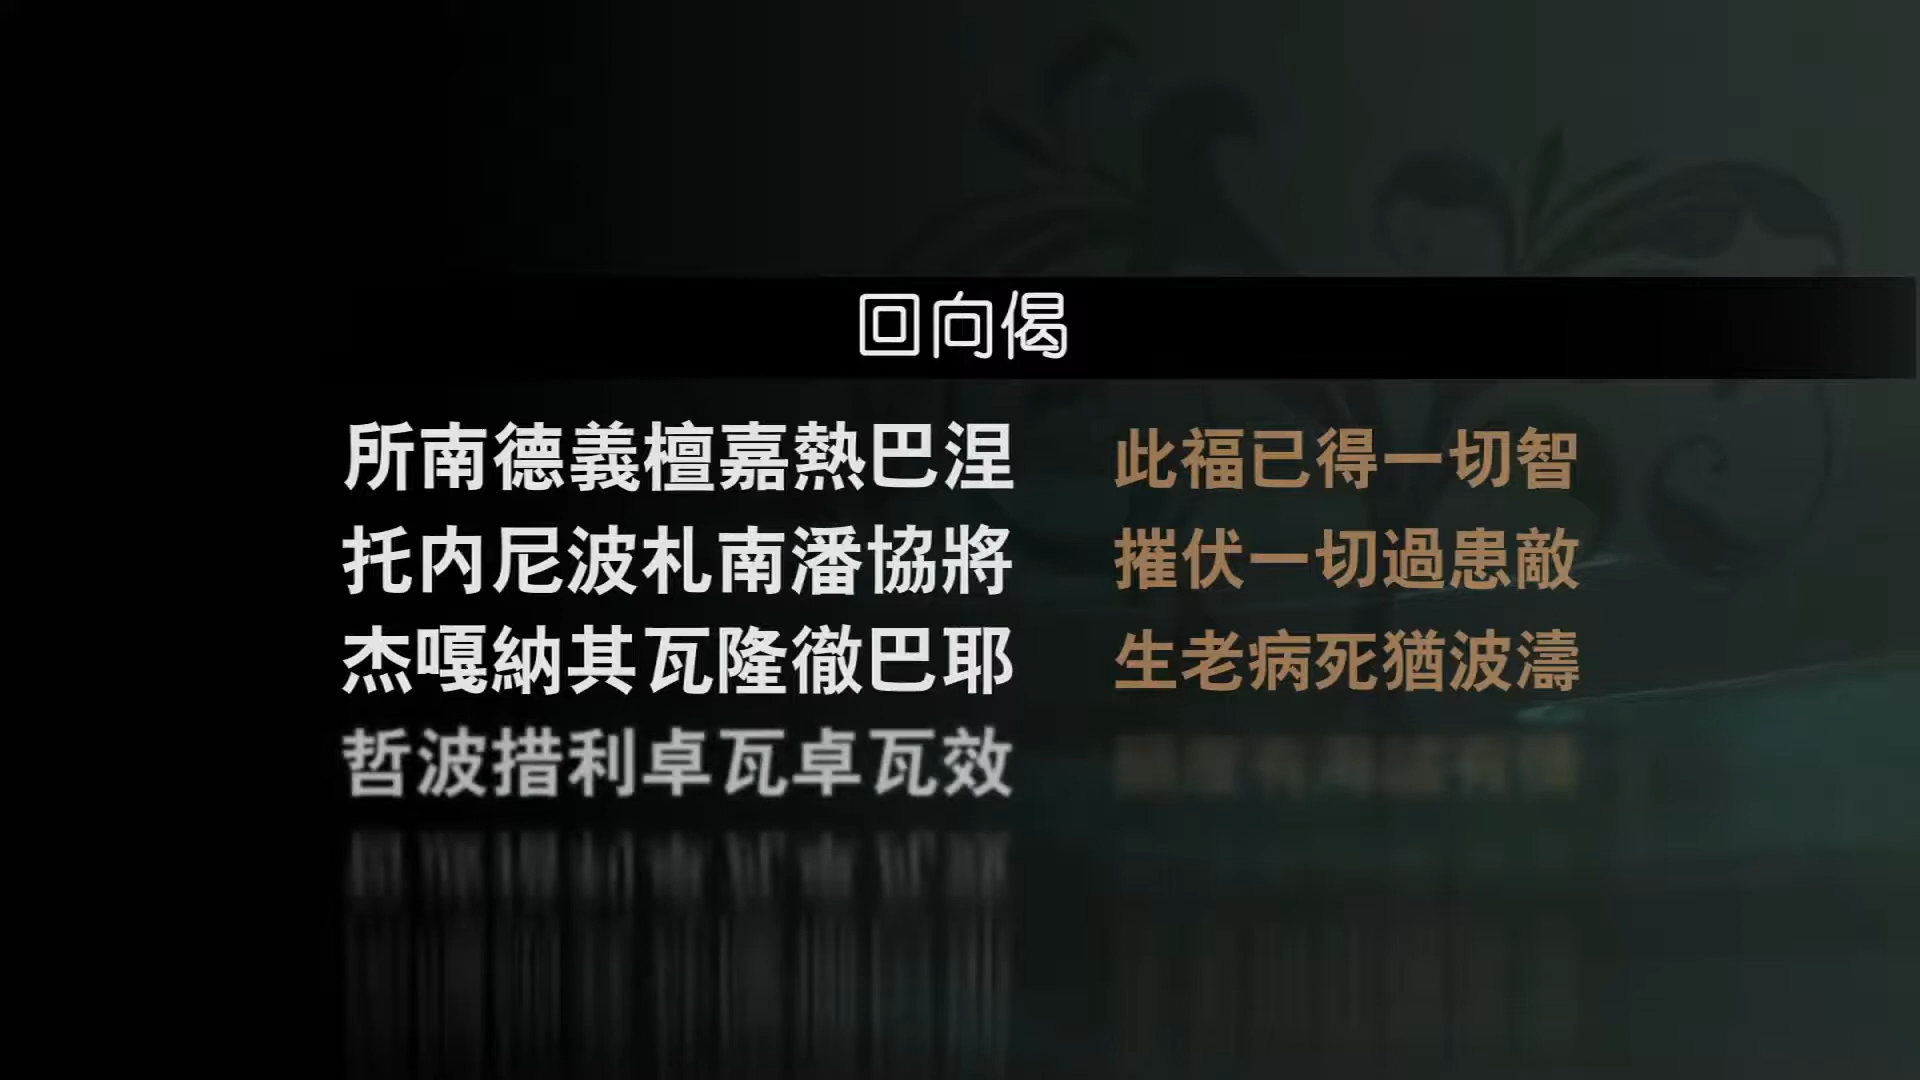 回向偈
所南德義檀嘉熱巴涅
此福已得一切智
托内尼波札南潘協將
摧伏一切過患敵
杰嘎納其瓦隆徹巴耶
生老病死猶波濤
哲波措利卓瓦卓瓦效